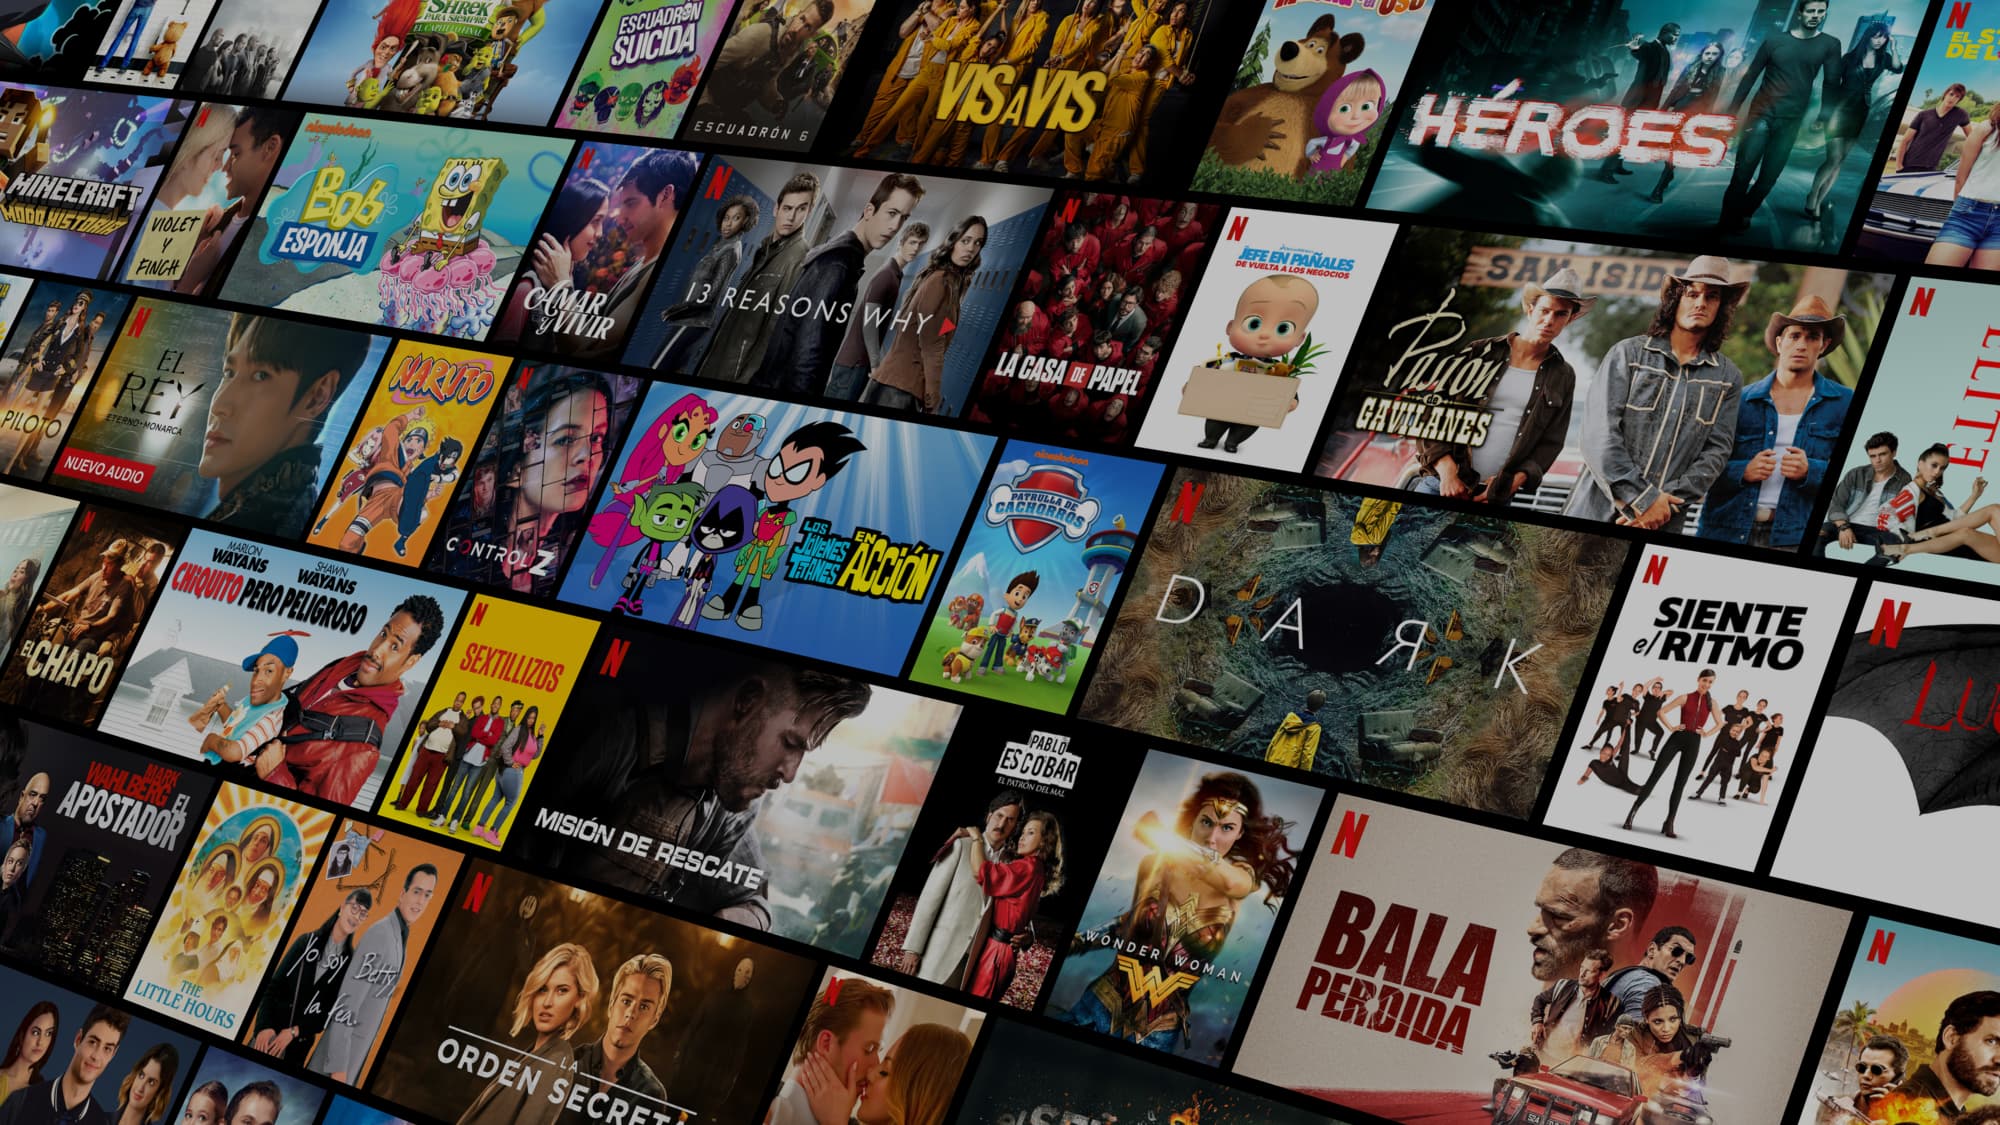 SHREK
PARA SIEMPRE
EL CAPÍTULO FINAL
ESCUADRÓN
SUICIDA
ESCUADRÓN 6
VIS A VIS
HÉROES
MINECRAFT
MODO HISTORIA
N
VIOLET
Y
FINCH
nickelodeon
BOB
ESPONJA
N
AMAR
y VIVIR
N
13 REASONS WHY
N
LA CASA DE PAPEL
N
DREAMWORKS
JEFE EN PAÑALES
DE VUELTA A LOS NEGOCIOS
SAN ISID
Pasión
de
GAVILANES
N
ELITE
PILOTO
N
EL
REY
ETERNO MONARCA
NUEVO AUDIO
NARUTO
N
CONTROL Z
LOS
JÓVENES
TITANES
EN
ACCIÓN
nickelodeon
PATRULLA DE
CACHORROS
N
DARK
N
SIENTE
el RITMO
N
LU
N
EL CHAPO
MARLON
WAYANS
SHAWN
WAYANS
CHIQUITO PERO PELIGROSO
N
SEXTILLIZOS
N
MISIÓN DE RESCATE
PABLO
ESCOBAR
EL PATRÓN DEL MAL
WONDER WOMAN
N
BALA
PERDIDA
N
MARK
WAHLBERG
EL
APOSTADOR
THE
LITTLE HOURS
Yo soy Betty
la fea
N
LA
ORDEN SECRETA
N
N